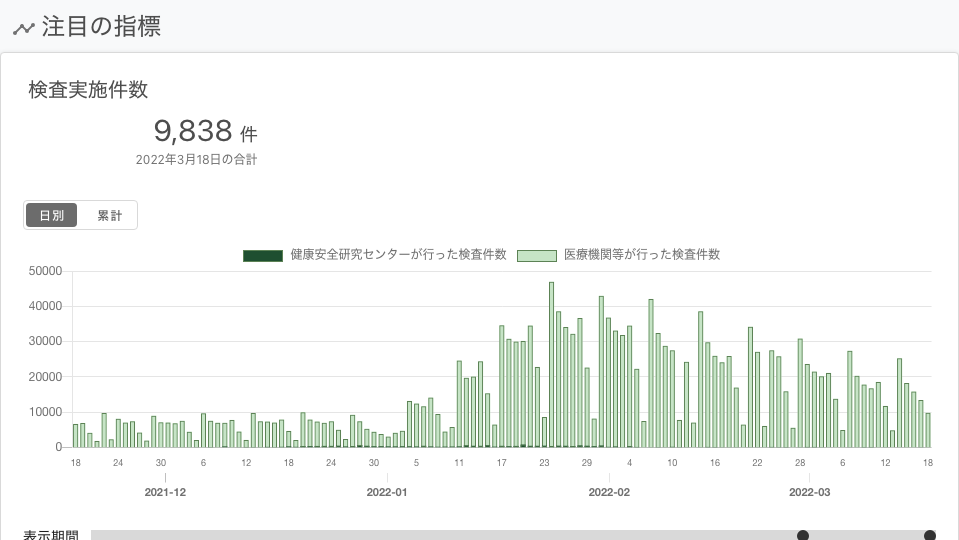 注目の指標
検査実施件数
9,838 件
2022年3月18日の合計
日別 累計
健康安全研究センターが行った検査件数 医療機関等が行った検査件数
50000
40000
30000
20000
10000
0
18 24 30 6 12 18 24 30 5 11 17 23 29 4 10 16 22 28 6 12 18
2021-12 2022-01 2022-02 2022-03
表示期間